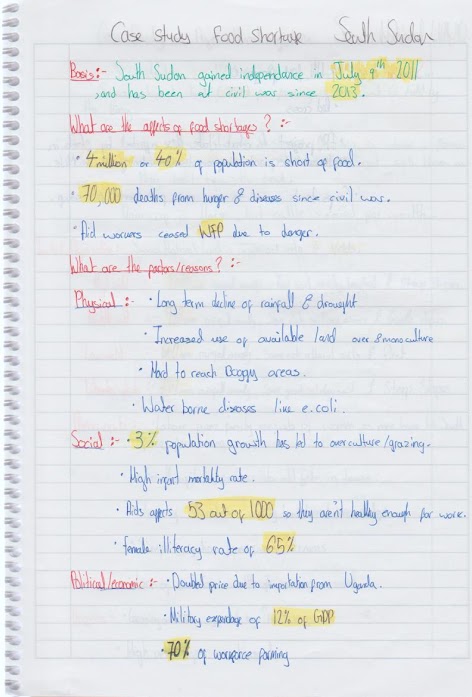 Case study Food Shortage South Sudan
Basis:- South Sudan gained independance in July 9th 2011
, and has been at civil war since 2013.
What are the affects of food shortages? :-
· 4 million or 40% of population is short of food.
· 70,000 deaths from hunger & diseases since civil war.
· Aid workers ceased WFP due to danger.
What are the factors/reasons? :-
Physical :- · Long term decline of rainfall & drought
· Increased use of available land over & monoculture
· Hard to reach Boggy areas.
· Water borne diseases like e.coli.
Social :- · 3% population growth has led to overculture/grazing.
· High infant mortality rate.
· Aids affects 53 out of 1000 so they aren't healthy enough for work.
· female illiteracy rate of 65%
Political/economic :- · Doubled price due to importation from Uganda.
· Military expendage of 12% of GDP
· 70% of workforce farming